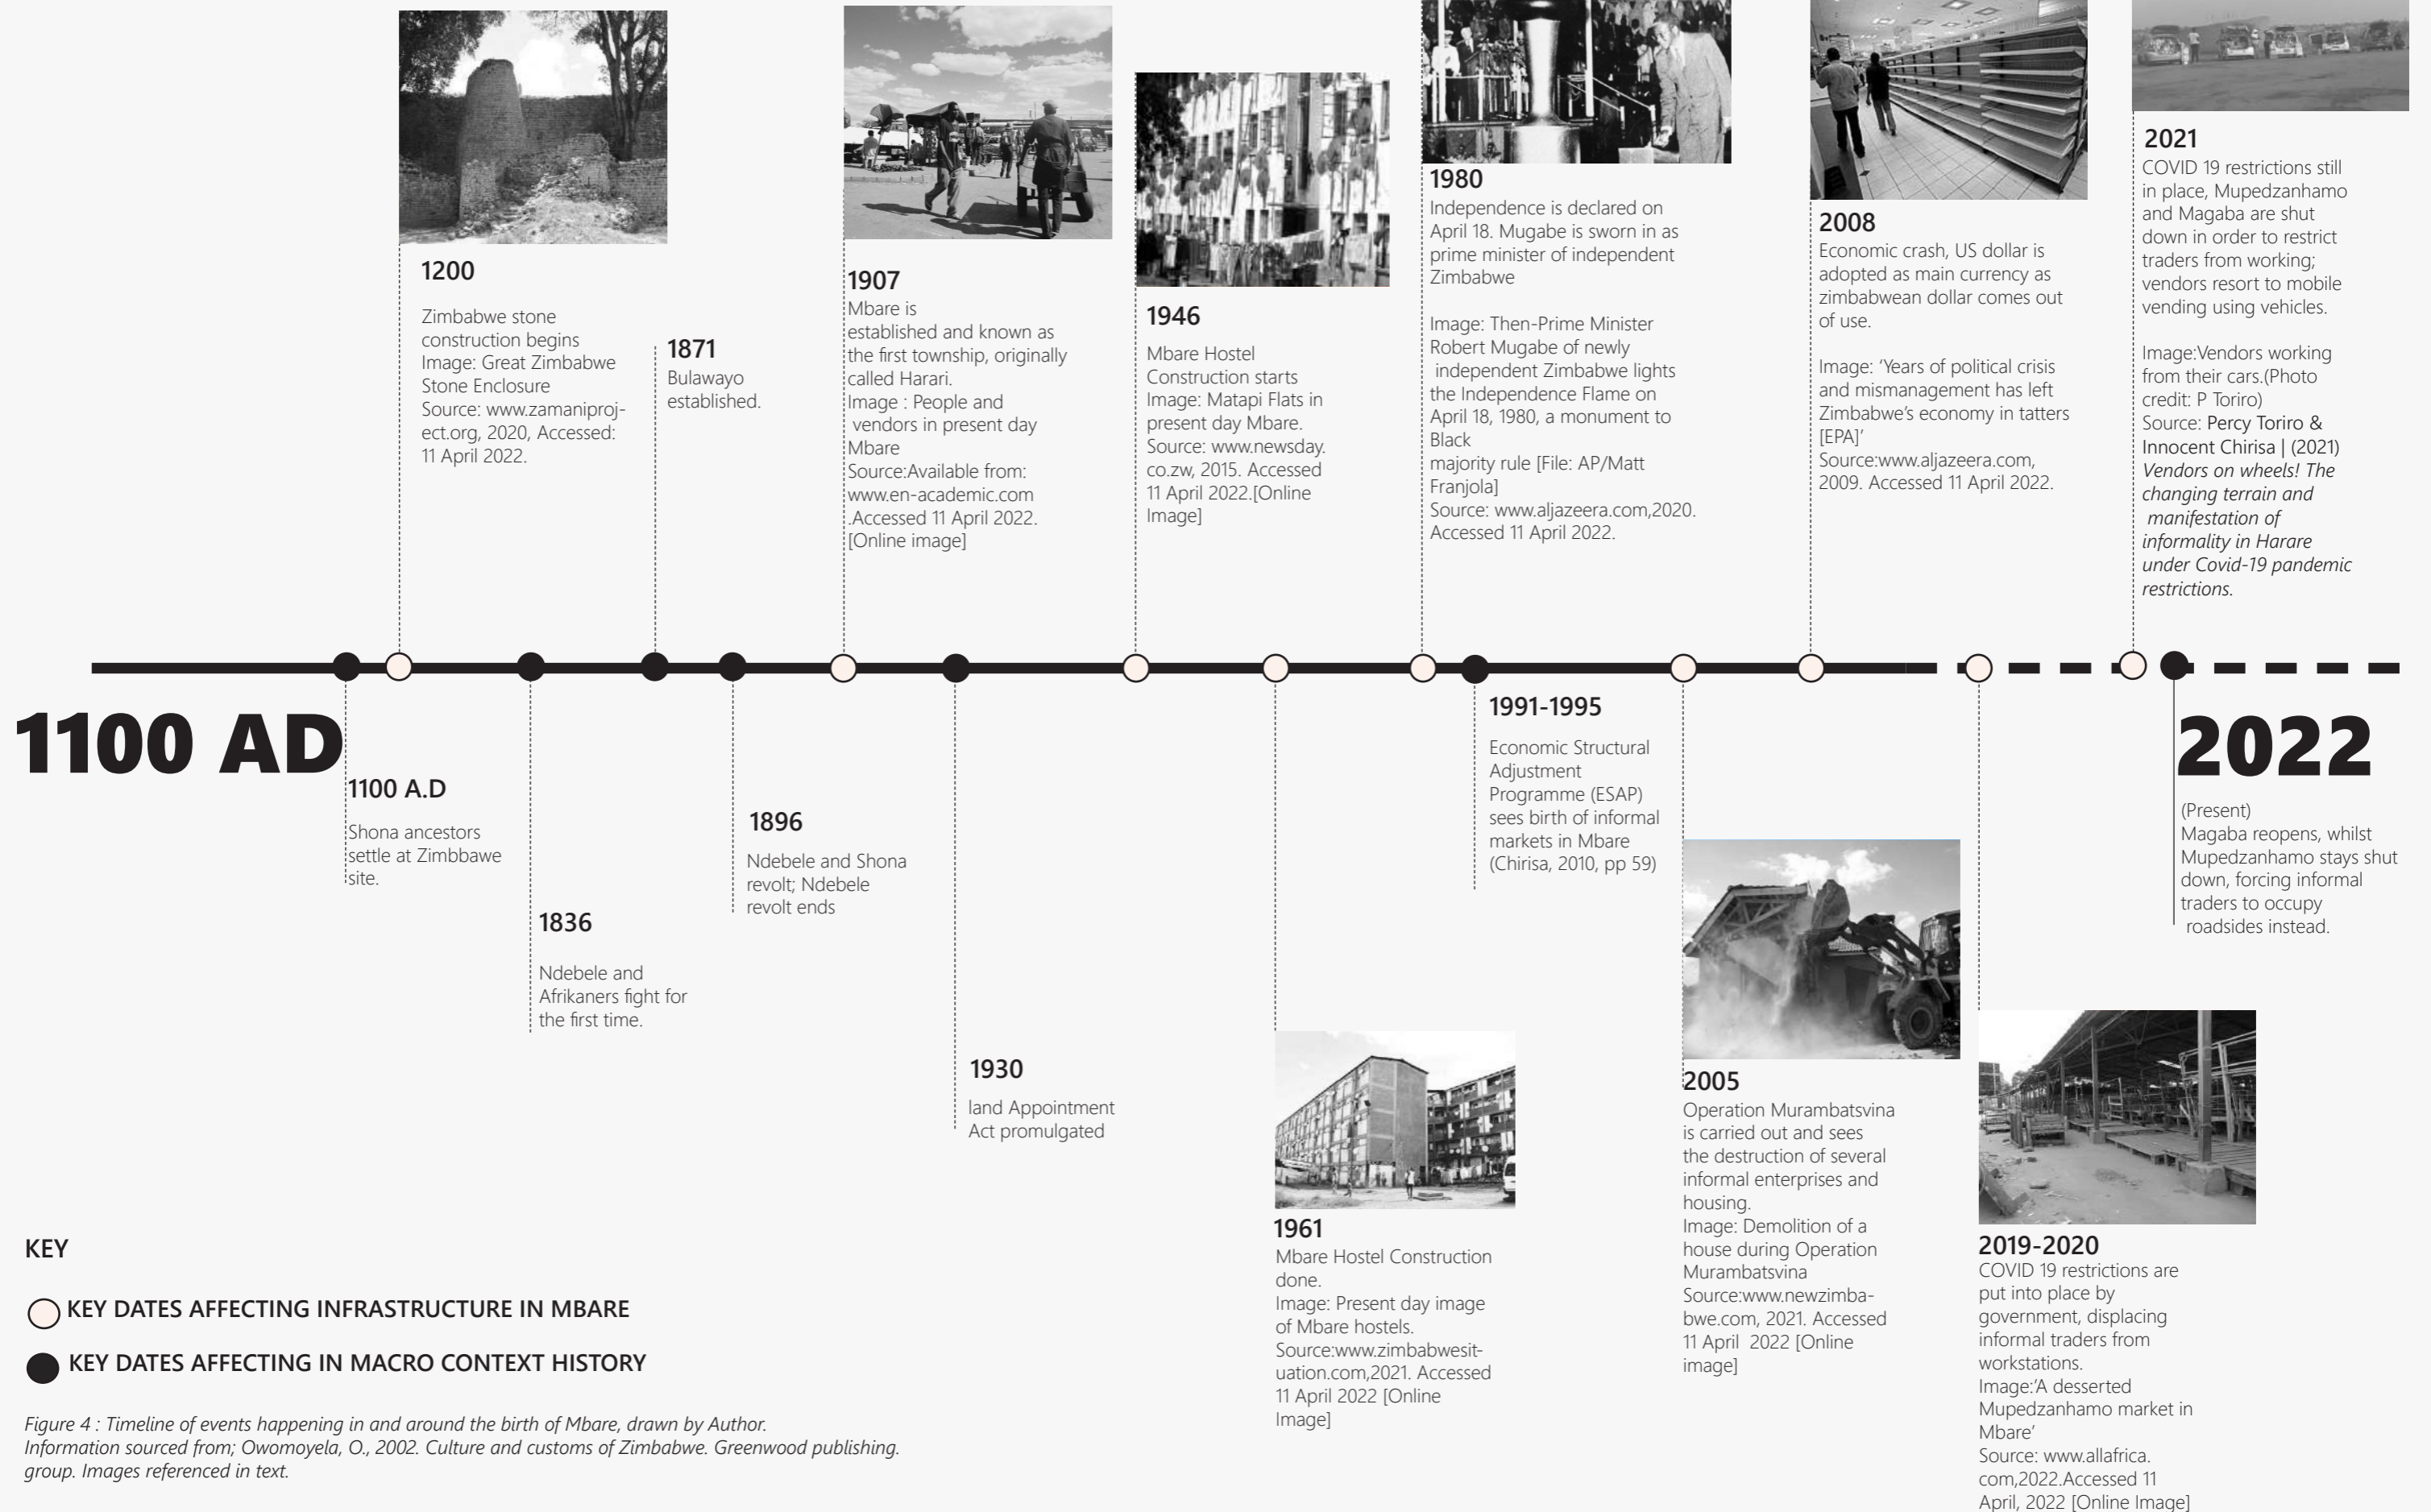 1200
Zimbabwe stone
construction begins
Image: Great Zimbabwe
Stone Enclosure
Source: www.zamaniproj-
ect.org, 2020, Accessed:
11 April 2022.
1871
Bulawayo
established.
1907
Mbare is
established and known as
the first township, originally
called Harari.
Image : People and
vendors in present day
Mbare
Source:Available from:
www.en-academic.com
.Accessed 11 April 2022.
[Online image]
1946
Mbare Hostel
Construction starts
Image: Matapi Flats in
present day Mbare.
Source: www.newsday.
co.zw, 2015. Accessed
11 April 2022.[Online
Image]
1980
Independence is declared on
April 18. Mugabe is sworn in as
prime minister of independent
Zimbabwe
Image: Then-Prime Minister
Robert Mugabe of newly
independent Zimbabwe lights
the Independence Flame on
April 18, 1980, a monument to
Black
majority rule [File: AP/Matt
Franjola]
Source: www.aljazeera.com,2020.
Accessed 11 April 2022.
2008
Economic crash, US dollar is
adopted as main currency as
zimbabwean dollar comes out
of use.
Image: ‘Years of political crisis
and mismanagement has left
Zimbabwe’s economy in tatters
[EPA]’
Source:www.aljazeera.com,
2009. Accessed 11 April 2022.
2021
COVID 19 restrictions still
in place, Mupedzanhamo
and Magaba are shut
down in order to restrict
traders from working;
vendors resort to mobile
vending using vehicles.
Image:Vendors working
from their cars.(Photo
credit: P Toriro)
Source: Percy Toriro &
Innocent Chirisa | (2021)
Vendors on wheels! The
changing terrain and
manifestation of
informality in Harare
under Covid-19 pandemic
restrictions.
1100 AD
1100 A.D
Shona ancestors
settle at Zimbbawe
site.
1836
Ndebele and
Afrikaners fight for
the first time.
1896
Ndebele and Shona
revolt; Ndebele
revolt ends
1930
land Appointment
Act promulgated
1961
Mbare Hostel Construction
done.
Image: Present day image
of Mbare hostels.
Source:www.zimbabwesit-
uation.com,2021. Accessed
11 April 2022 [Online
Image]
1991-1995
Economic Structural
Adjustment
Programme (ESAP)
sees birth of informal
markets in Mbare
(Chirisa, 2010, pp 59)
2005
Operation Murambatsvina
is carried out and sees
the destruction of several
informal enterprises and
housing.
Image: Demolition of a
house during Operation
Murambatsvina
Source:www.newzimba-
bwe.com, 2021. Accessed
11 April 2022 [Online
image]
2019-2020
COVID 19 restrictions are
put into place by
government, displacing
informal traders from
workstations.
Image:’A desserted
Mupedzanhamo market in
Mbare’
Source: www.allafrica.
com,2022.Accessed 11
April, 2022 [Online Image]
2022
(Present)
Magaba reopens, whilst
Mupedzanhamo stays shut
down, forcing informal
traders to occupy
roadsides instead.
KEY
KEY DATES AFFECTING INFRASTRUCTURE IN MBARE
KEY DATES AFFECTING IN MACRO CONTEXT HISTORY
Figure 4 : Timeline of events happening in and around the birth of Mbare, drawn by Author.
Information sourced from; Owomoyela, O., 2002. Culture and customs of Zimbabwe. Greenwood publishing.
group. Images referenced in text.